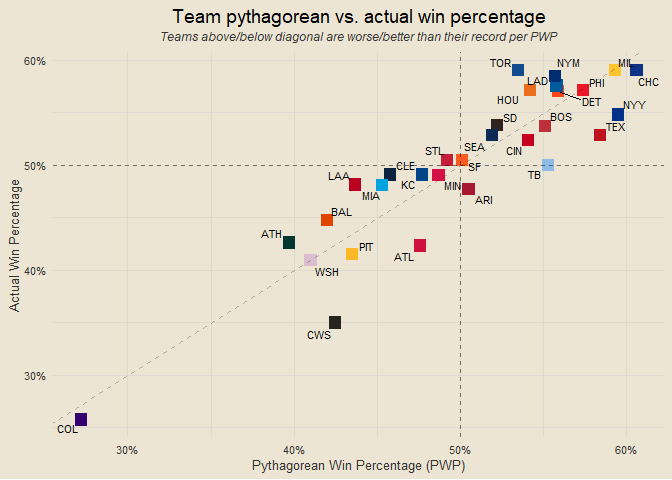 Team pythagorean vs. actual win percentage
Teams above/below diagonal are worse/better than their record per PWP
60%
50%
40%
30%
Actual Win Percentage
TOR
NYM
MIL
LAD
PHI
CHC
HOU
DET
NYY
SD
BOS
TEX
STL
SEA
CIN
CLE
SF
TB
LAA
KC
MIN
MIA
ARI
BAL
ATH
PIT
ATL
WSH
CWS
COL
30%
40%
50%
60%
Pythagorean Win Percentage (PWP)